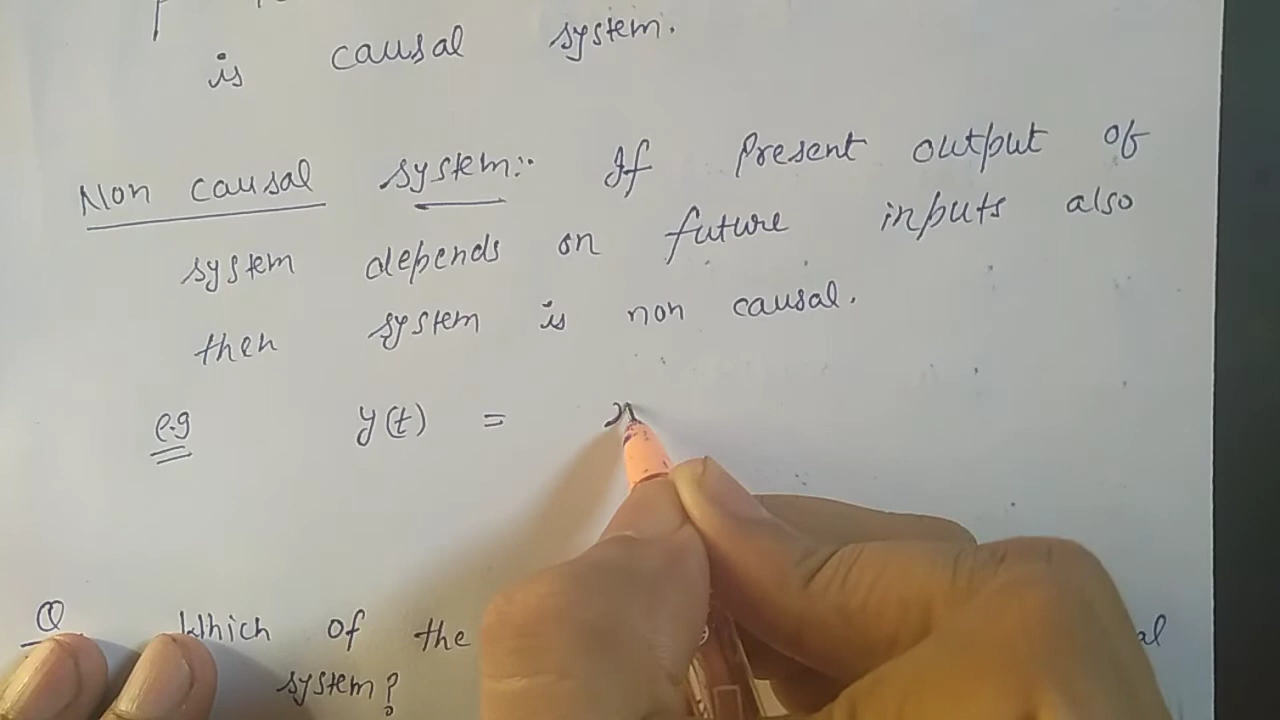 is causal system.
Non causal system:- If Present output of
system depends on future inputs also
then system is non causal.
e.g y(t) = x
Q Which of the
system?